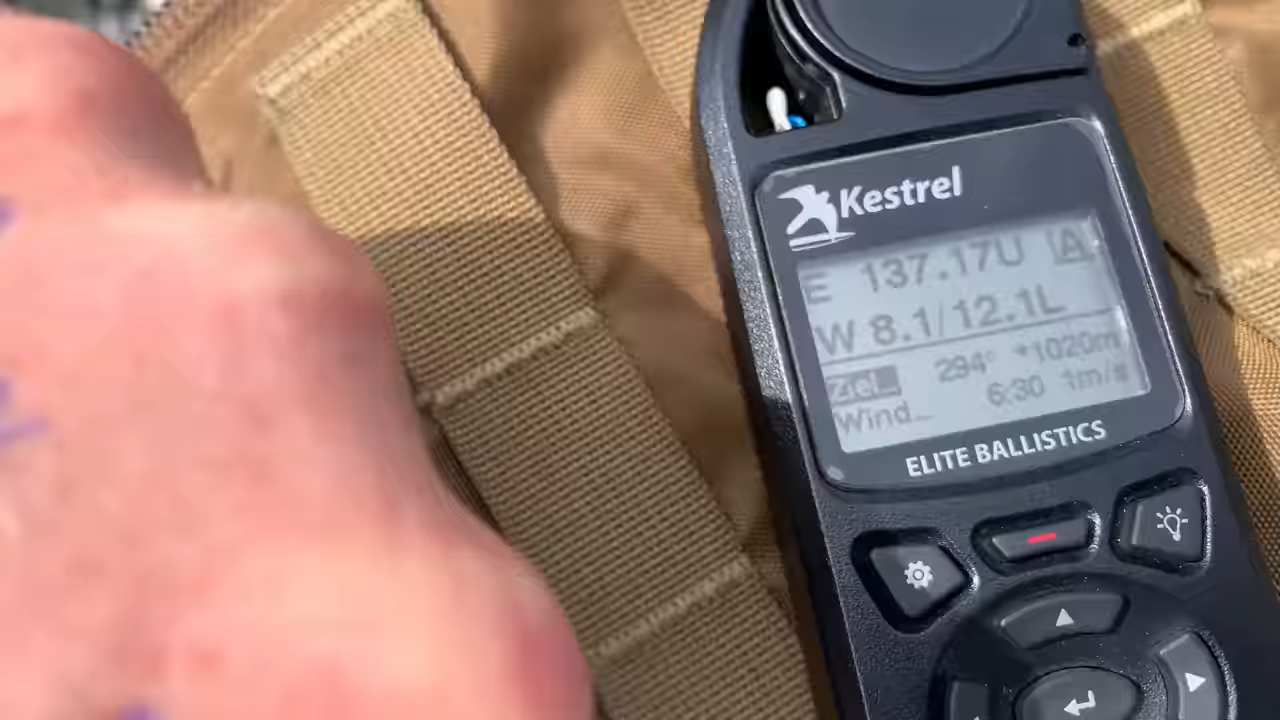 Kestrel
E 137.17U A
W 8.1/12.1L
Ziel… 294° *1020m
Wind… 6:30 1m/s
ELITE BALLISTICS